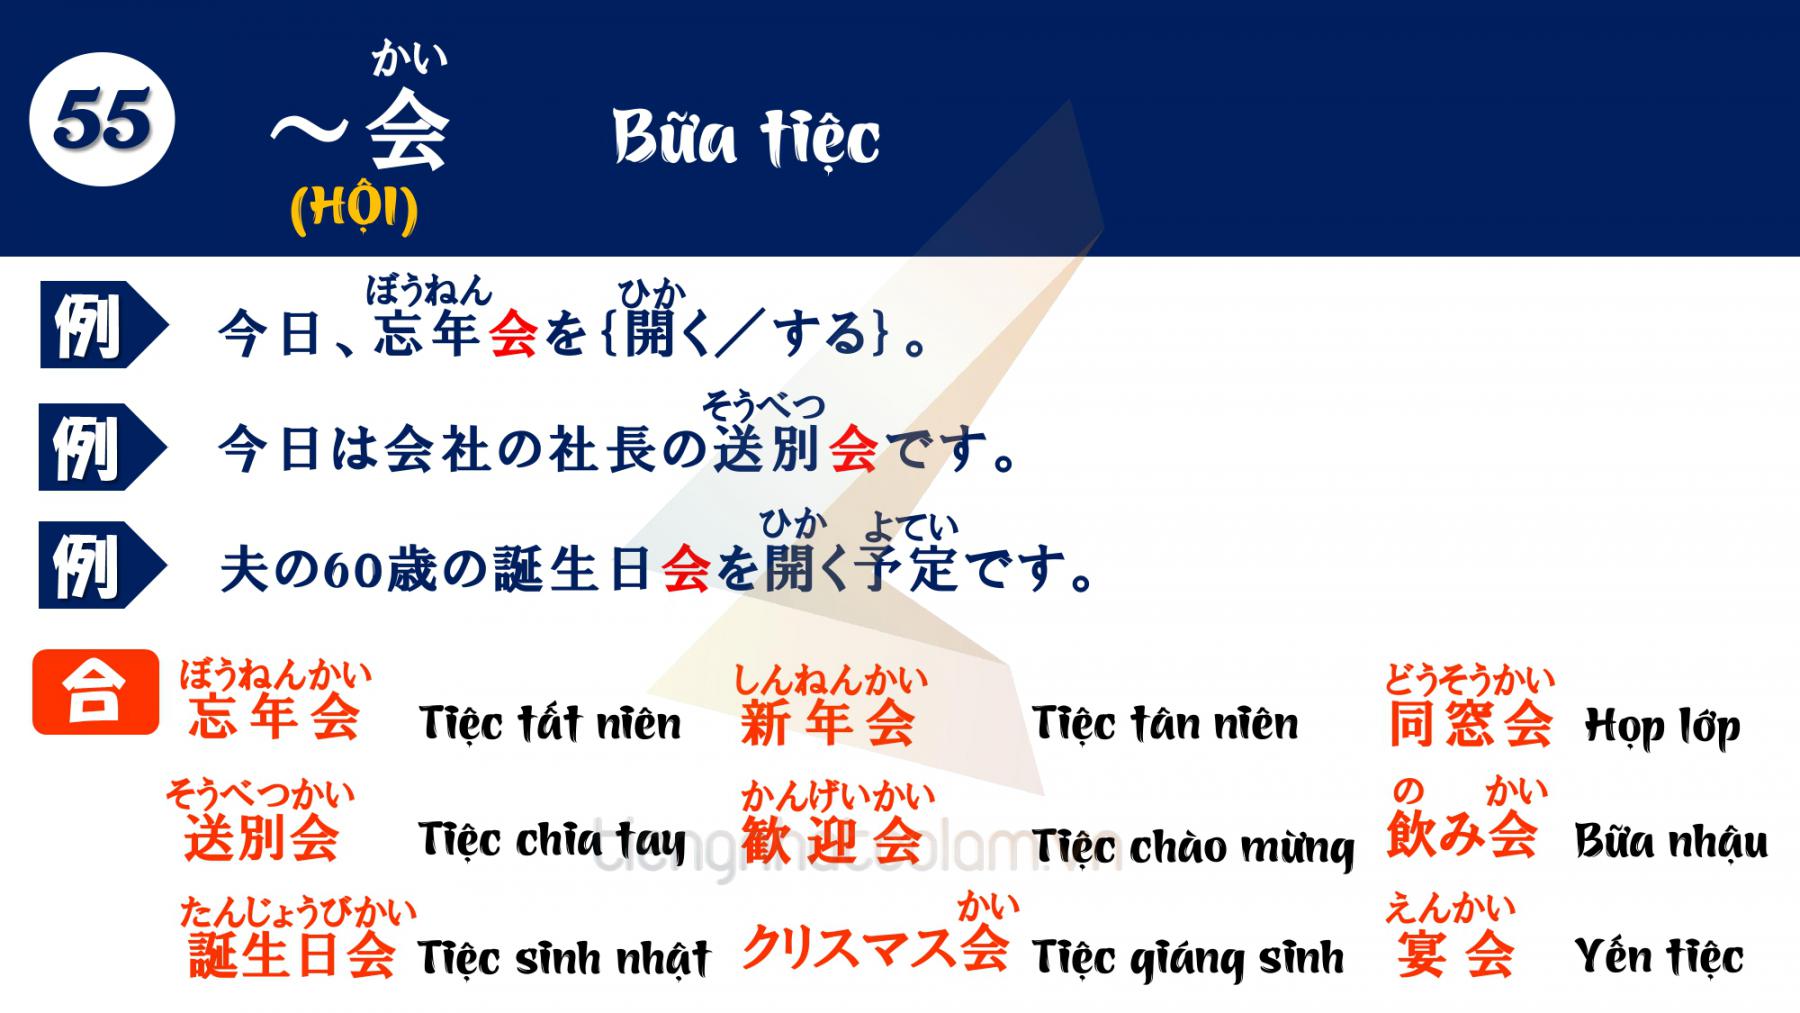 55
かい
～会
Bữa tiệc
(HỘI)
ぼうねん ひか
例 今日、忘年会を{開く／する}。
そうべつ
例 今日は会社の社長の送別会です。
ひか よてい
例 夫の60歳の誕生日会を開く予定です。
合
ぼうねんかい しんねんかい どうそうかい
忘年会 Tiệc tất niên 新年会 Tiệc tân niên 同窓会 Họp lớp
そうべつかい かんげいかい の かい
送別会 Tiệc chia tay 歓迎会 Tiệc chào mừng 飲み会 Bữa nhậu
たんじょうびかい かい えんかい
誕生日会 Tiệc sinh nhật クリスマス会 Tiệc giáng sinh 宴会 Yến tiệc